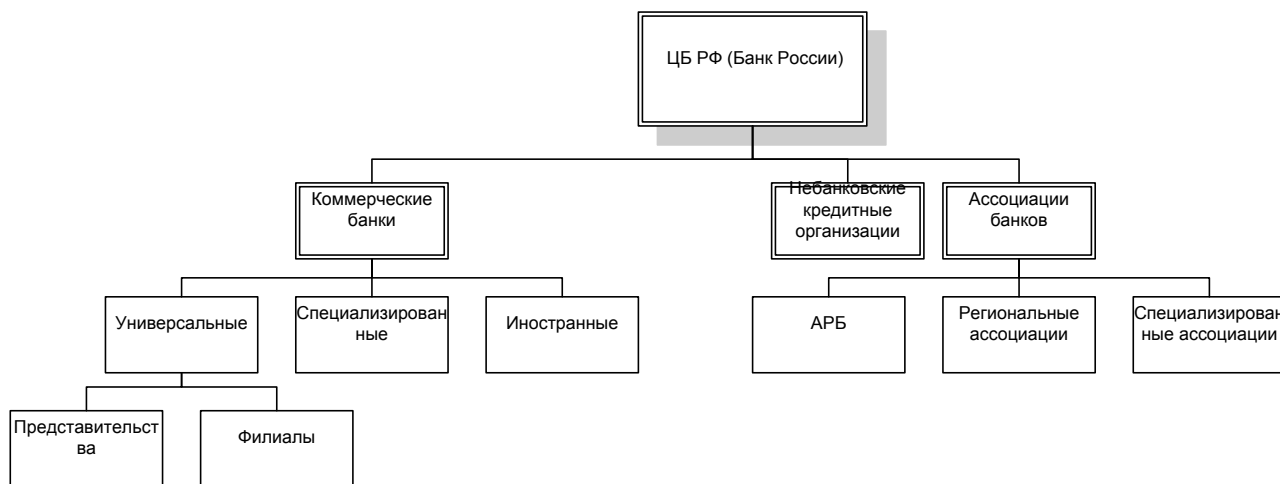 ЦБ РФ (Банк России)
Коммерческие
банки
Небанковские
кредитные
организации
Ассоциации
банков
Универсальные
Специализирован
ные
Иностранные
АРБ
Региональные
ассоциации
Специализирован
ные ассоциации
Представительст
ва
Филиалы